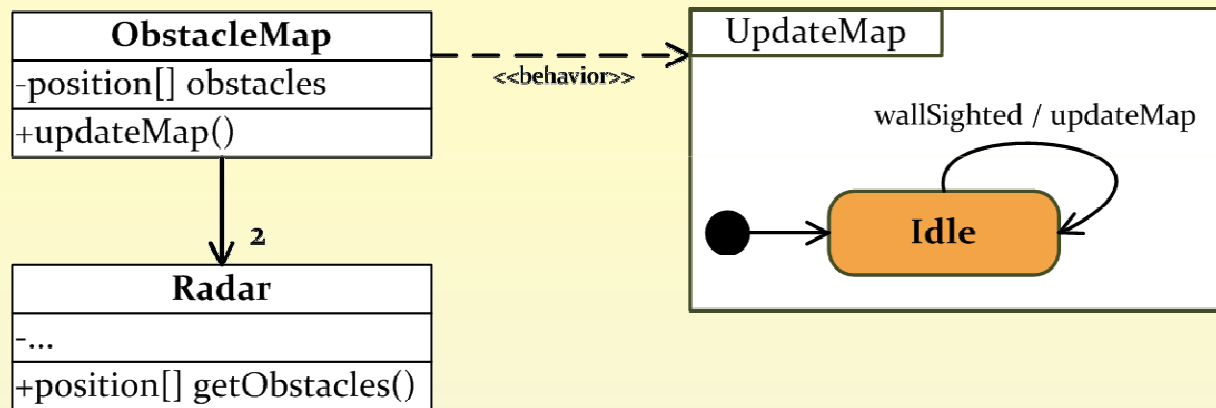 ObstacleMap
-position[] obstacles
+updateMap()
<<behavior>>
2
Radar
-...
+position[] getObstacles()
UpdateMap
wallSighted / updateMap
Idle